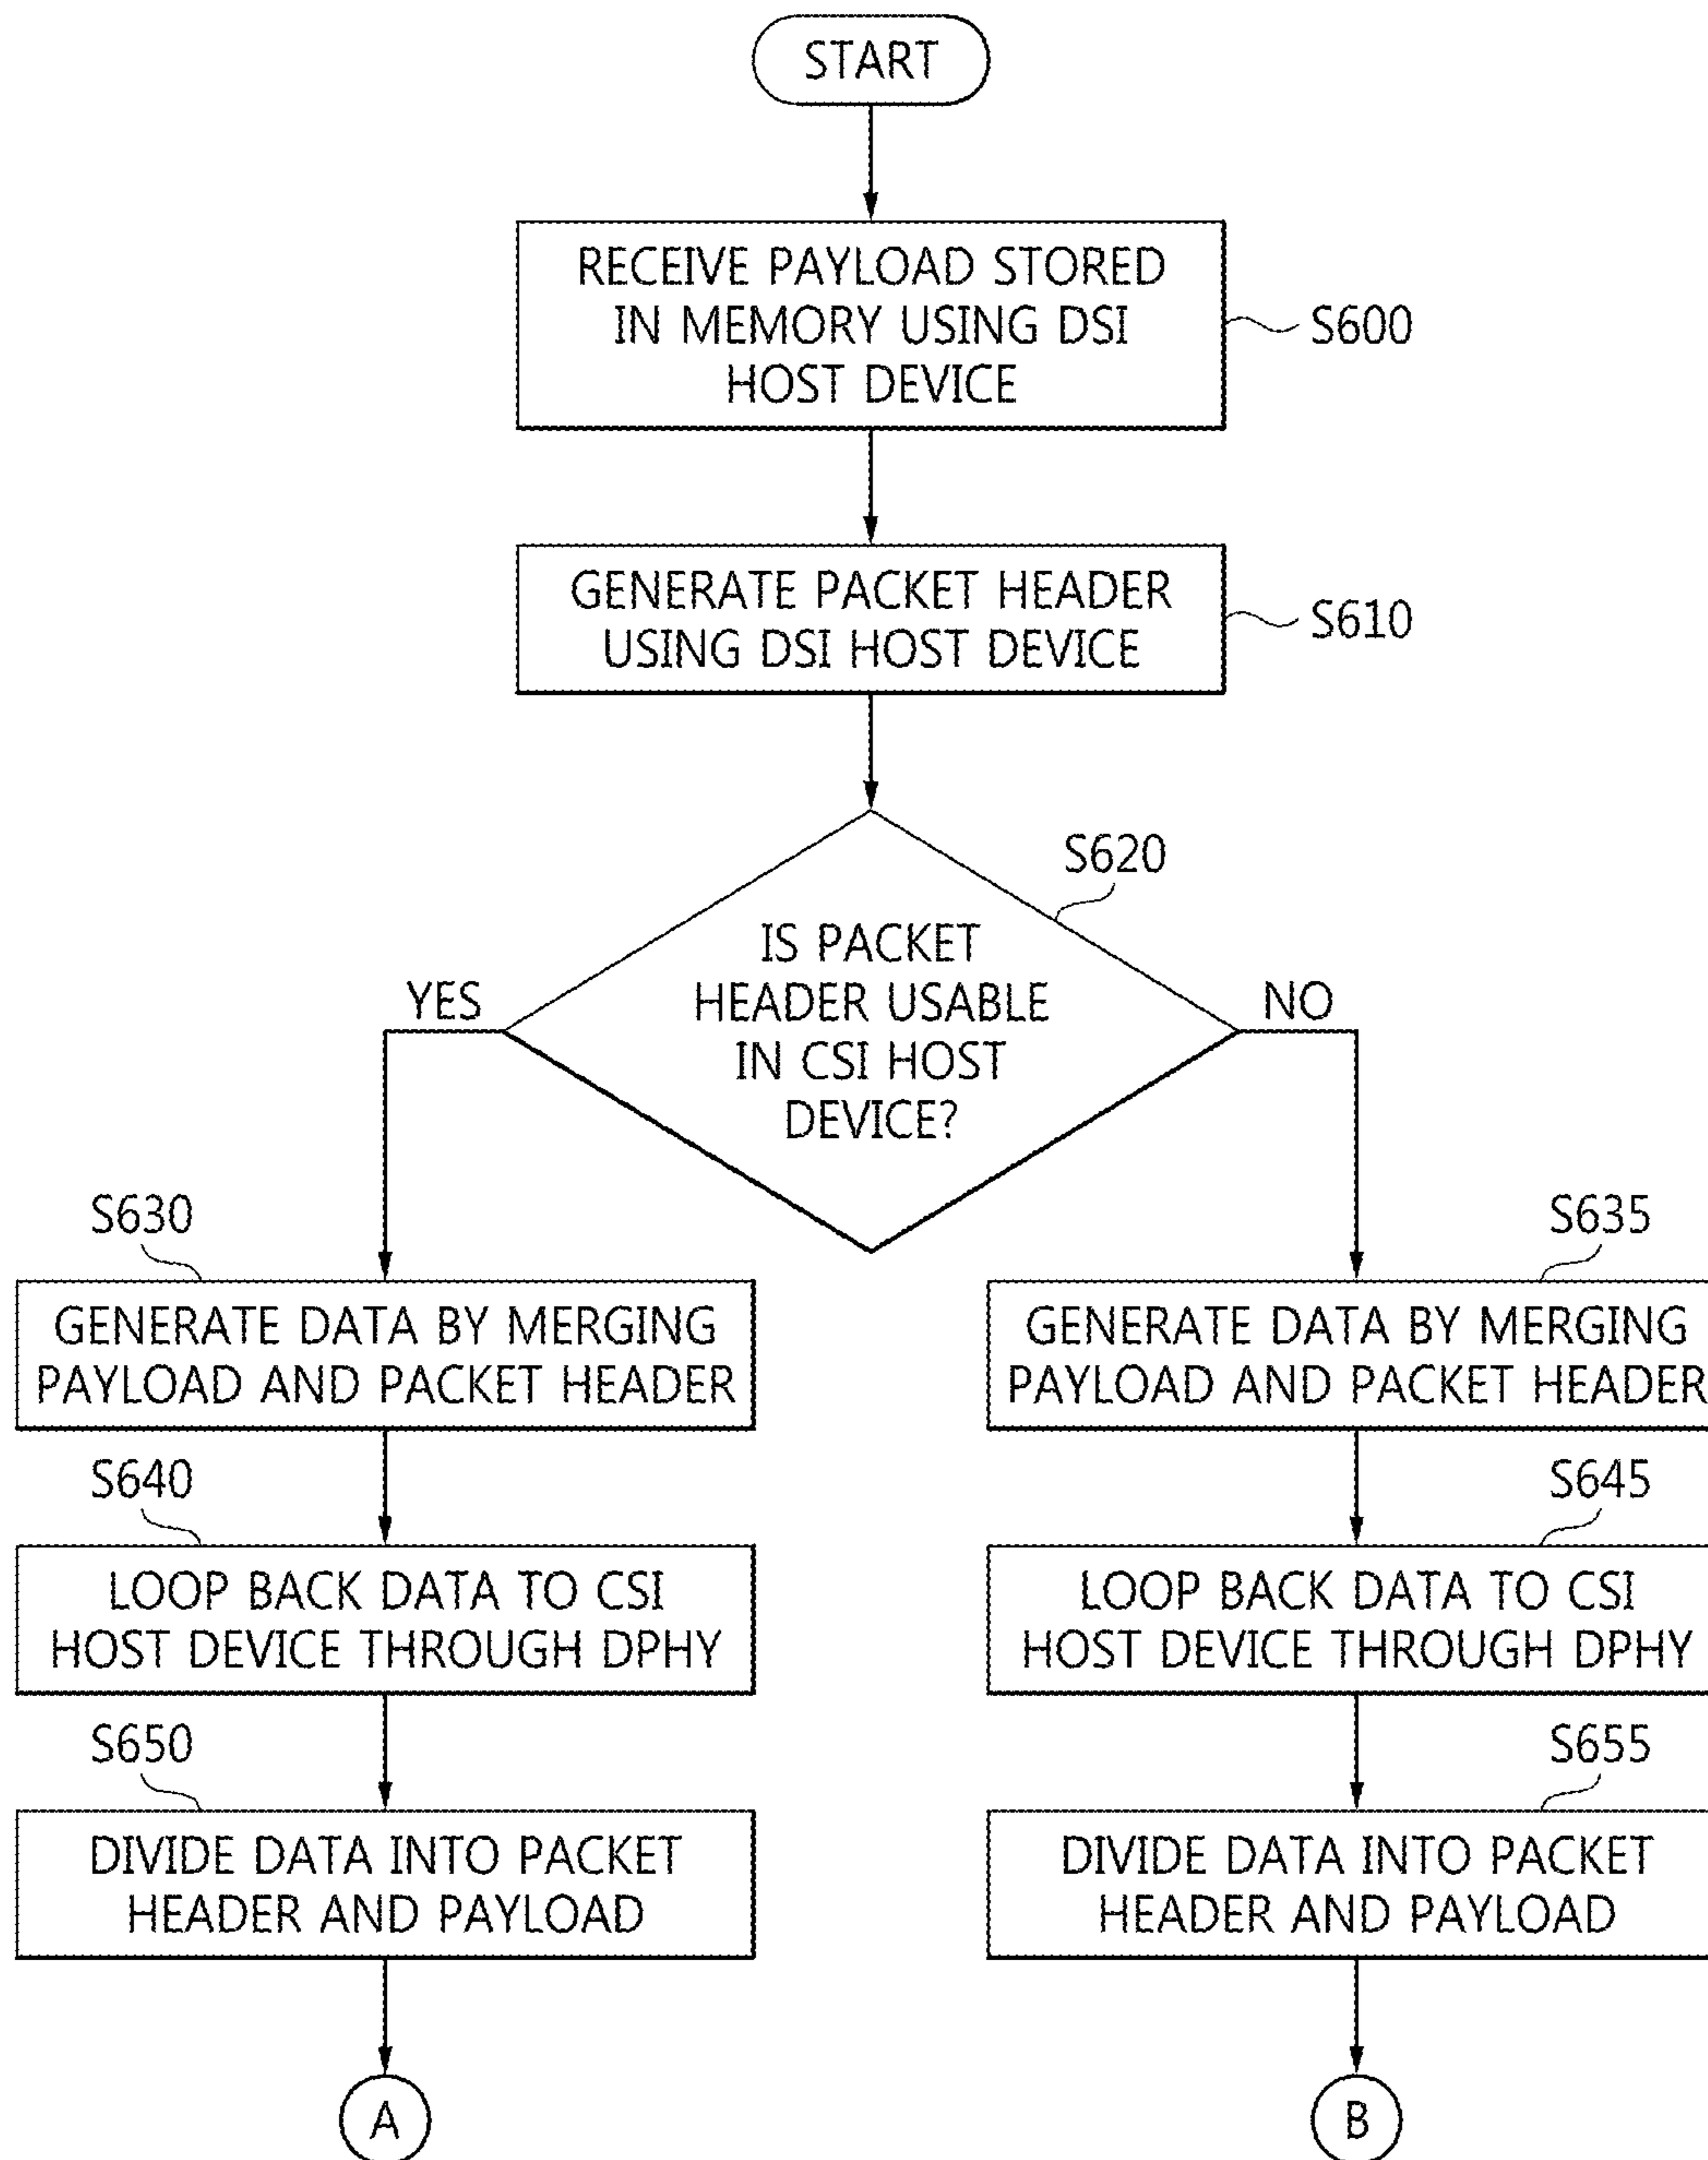 START
RECEIVE PAYLOAD STORED
IN MEMORY USING DSI
HOST DEVICE
S600
GENERATE PACKET HEADER
USING DSI HOST DEVICE
S610
S620
IS PACKET
HEADER USABLE
IN CSI HOST
DEVICE?
YES
NO
S630
GENERATE DATA BY MERGING
PAYLOAD AND PACKET HEADER
S640
LOOP BACK DATA TO CSI
HOST DEVICE THROUGH DPHY
S650
DIVIDE DATA INTO PACKET
HEADER AND PAYLOAD
A
S635
GENERATE DATA BY MERGING
PAYLOAD AND PACKET HEADER
S645
LOOP BACK DATA TO CSI
HOST DEVICE THROUGH DPHY
S655
DIVIDE DATA INTO PACKET
HEADER AND PAYLOAD
B